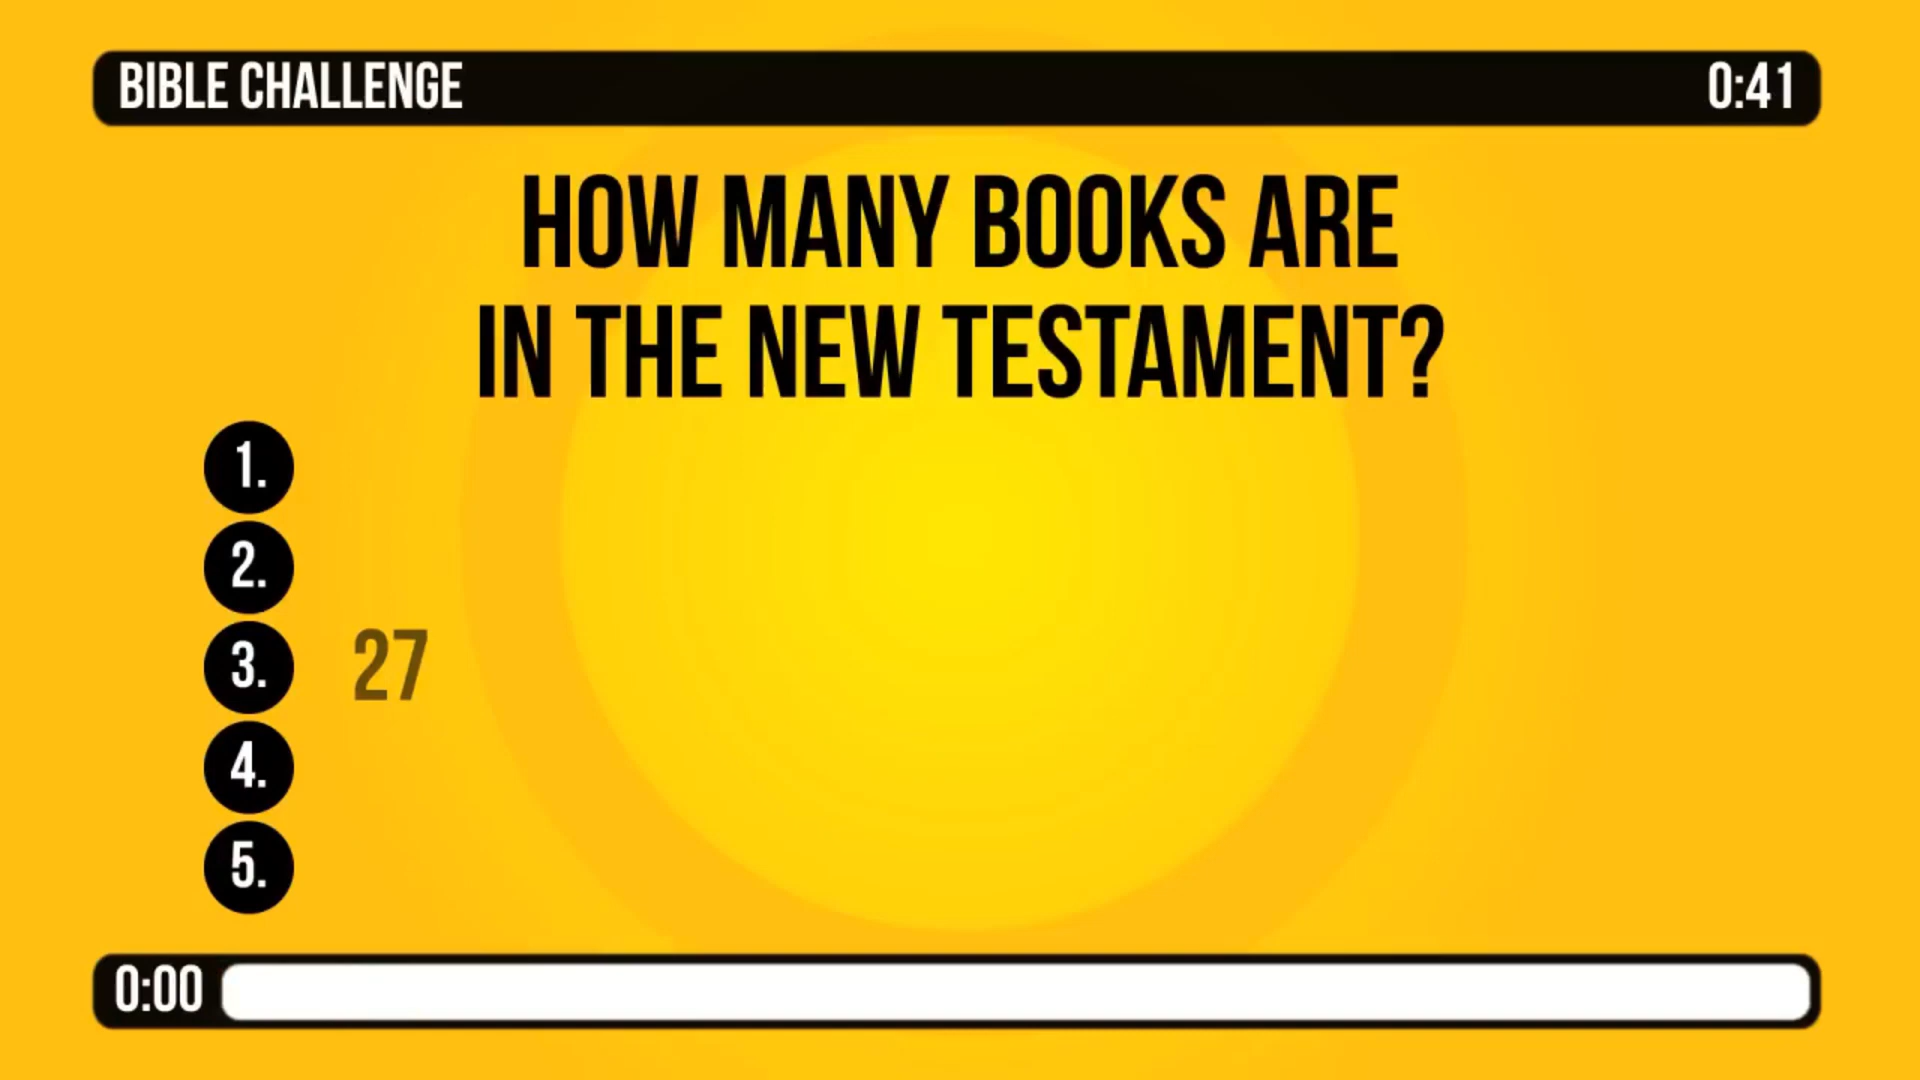 BIBLE CHALLENGE 0:41
HOW MANY BOOKS ARE
IN THE NEW TESTAMENT?
1.
2.
3. 27
4.
5.
0:00